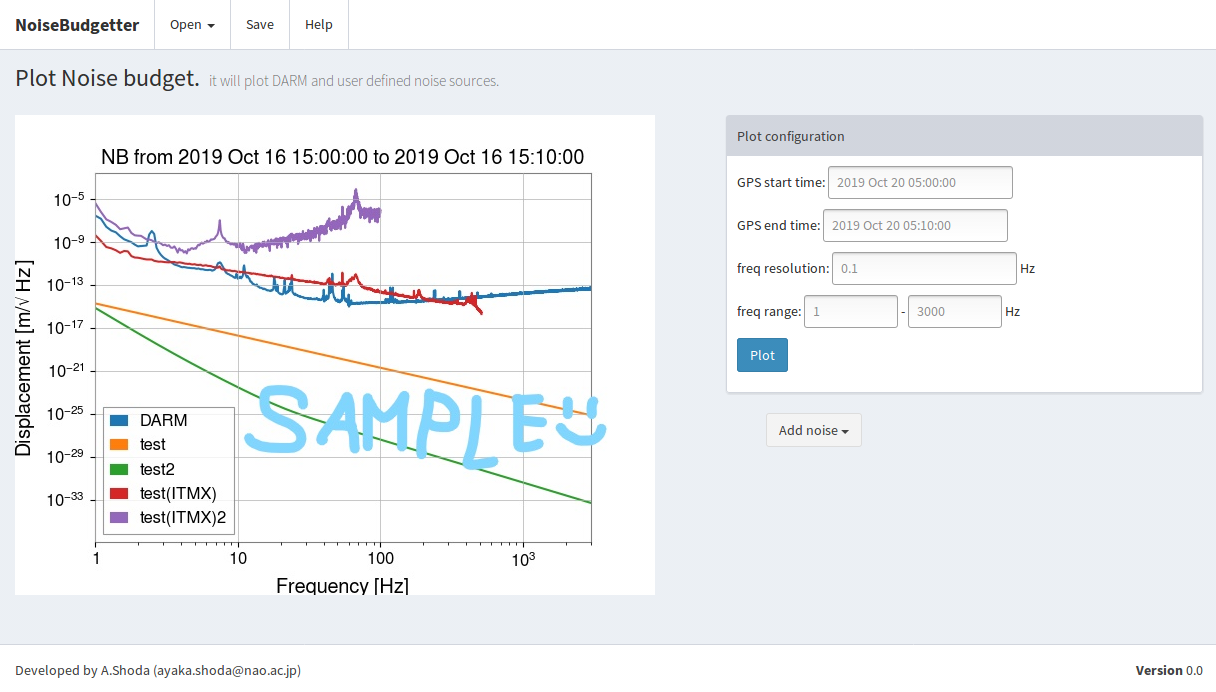 NoiseBudgetter Open Save Help
Plot Noise budget. it will plot DARM and user defined noise sources.
NB from 2019 Oct 16 15:00:00 to 2019 Oct 16 15:10:00
Displacement [m/√ Hz]
10⁻⁵
10⁻⁹
10⁻¹³
10⁻¹⁷
10⁻²¹
10⁻²⁵
10⁻²⁹
10⁻³³
DARM
test
test2
test(ITMX)
test(ITMX)2
SAMPLE
1 10 100 10³
Frequency [Hz]
Plot configuration
GPS start time: 2019 Oct 20 05:00:00
GPS end time: 2019 Oct 20 05:10:00
freq resolution: 0.1 Hz
freq range: 1 - 3000 Hz
Plot
Add noise
Developed by A.Shoda (ayaka.shoda@nao.ac.jp) Version 0.0